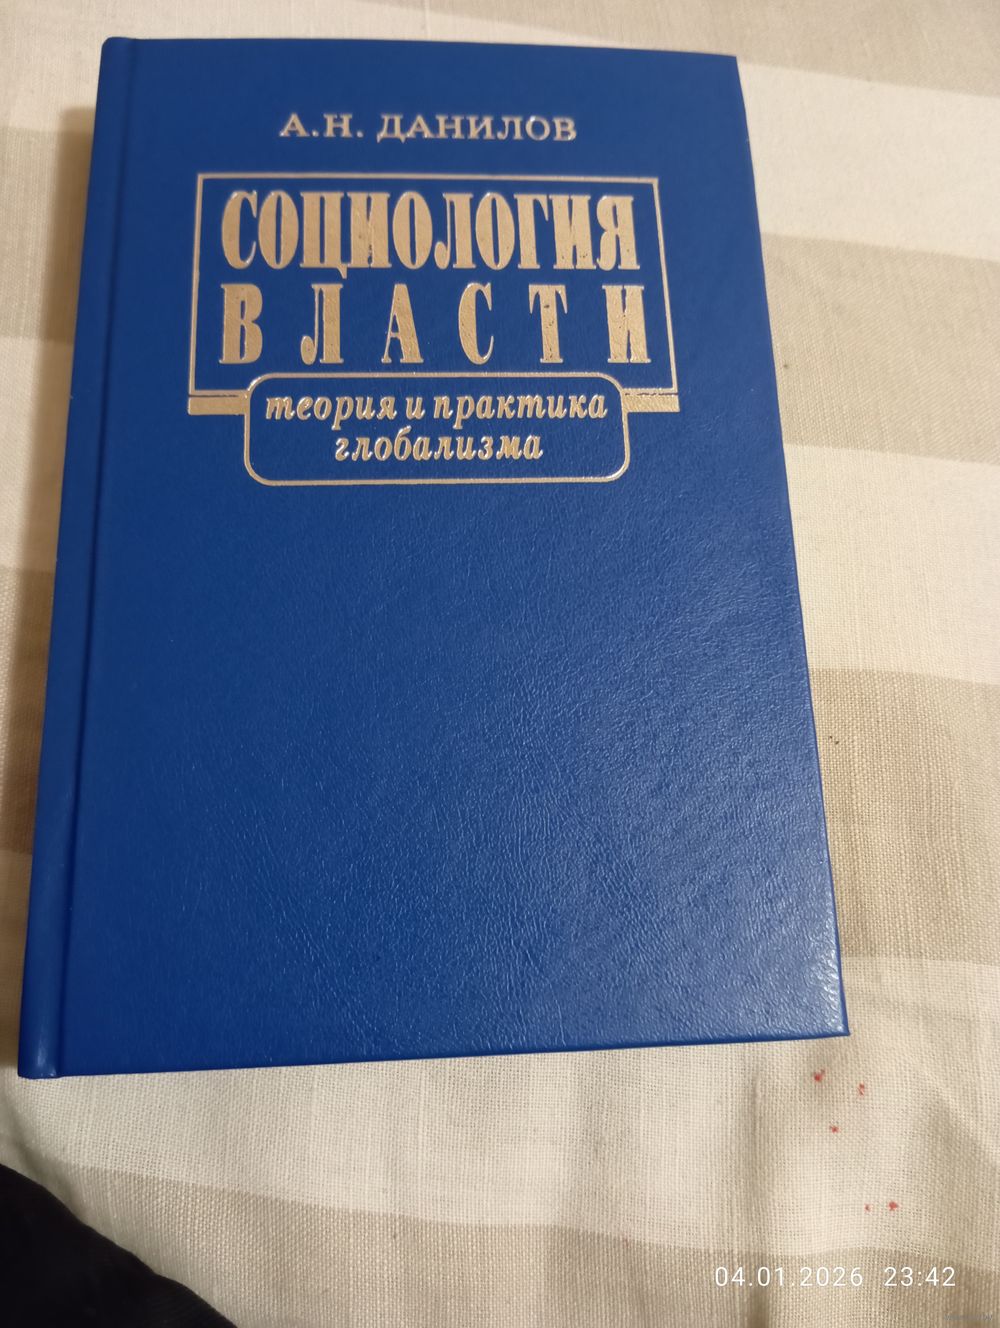 А.Н. ДАНИЛОВ
СОЦИОЛОГИЯ
ВЛАСТИ
теория и практика
глобализма
04.01.2026 23:42